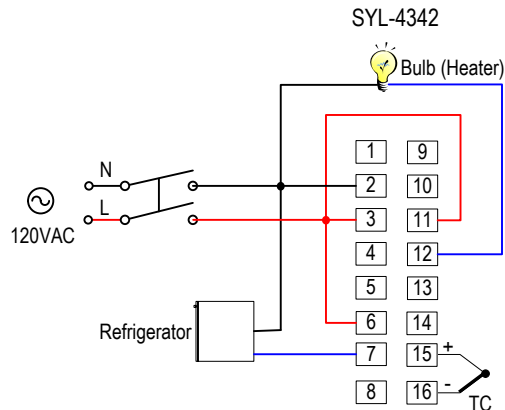 SYL-4342
Bulb (Heater)
N
L
120VAC
Refrigerator
1 9
2 10
3 11
4 12
5 13
6 14
7 15 +
8 16 -
TC